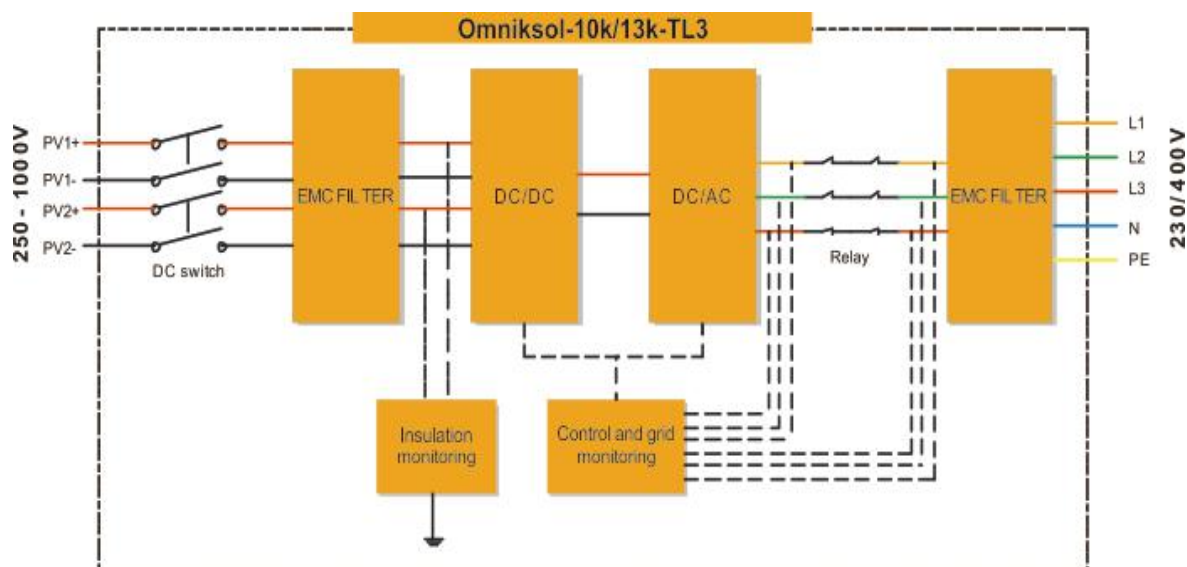 Omniksol-10k/13k-TL3
250 - 1000V
PV1+
PV1-
PV2+
PV2-
DC switch
EMC FILTER
DC/DC
DC/AC
Relay
EMC FILTER
L1
L2
L3
N
PE
230/400V
Insulation
monitoring
Control and grid
monitoring